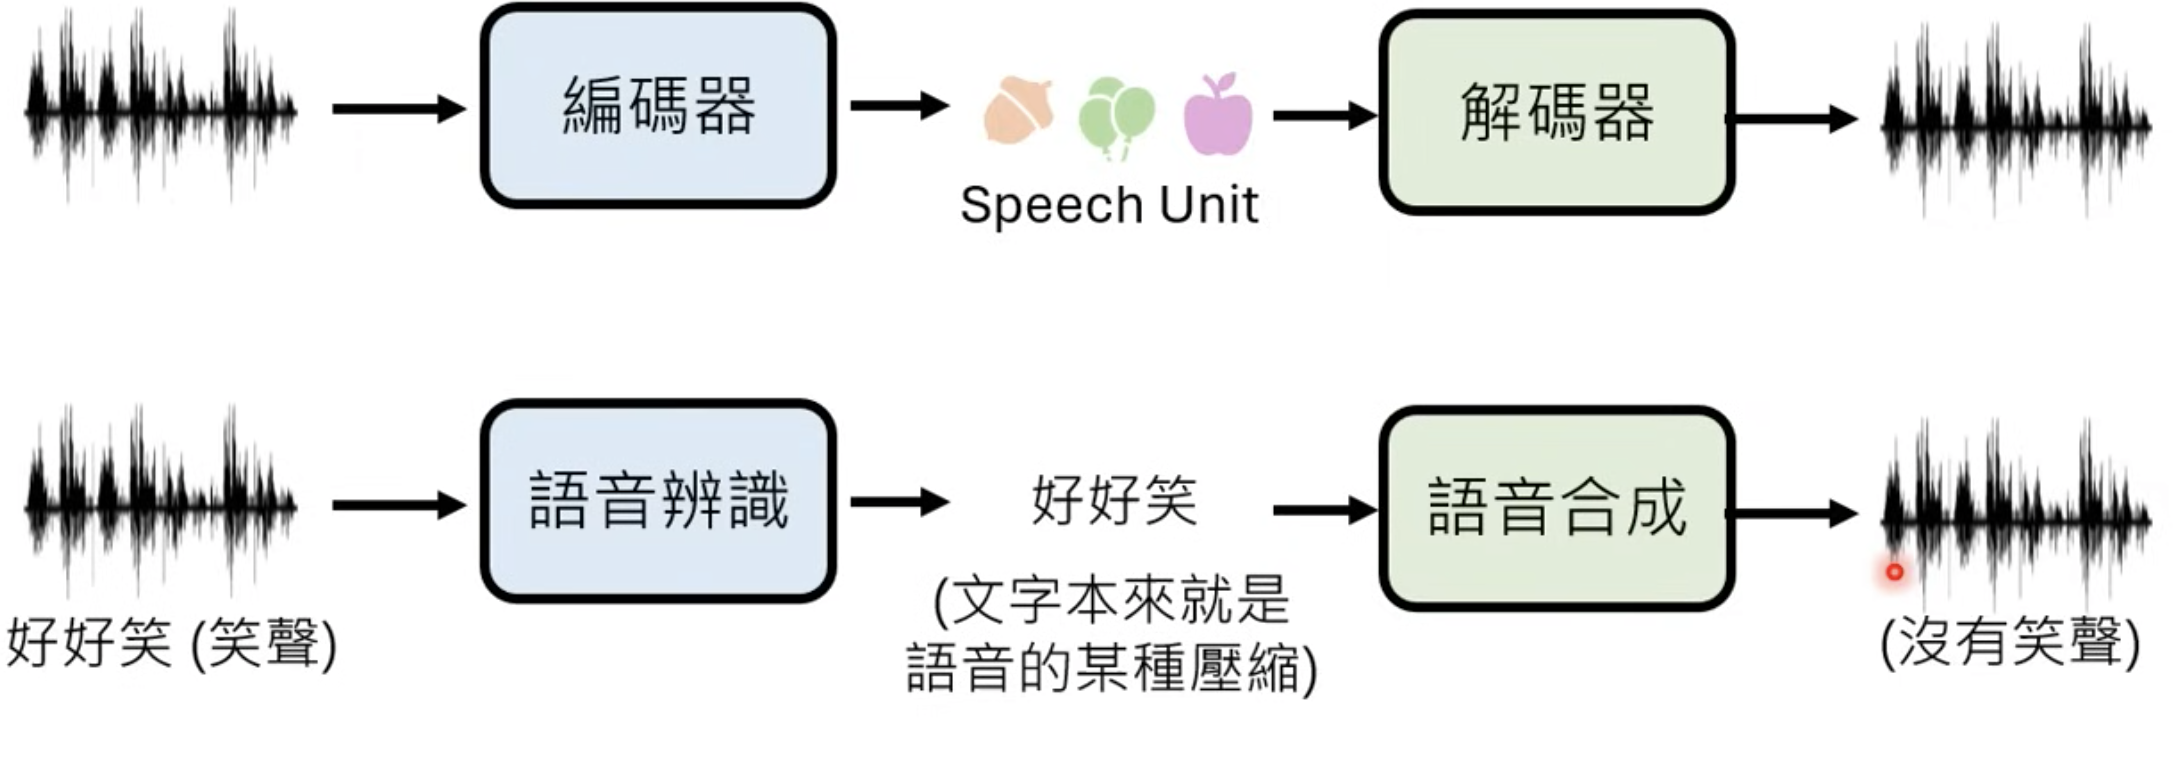 編碼器
Speech Unit
解碼器
好好笑 (笑聲)
語音辨識
好好笑
(文字本來就是
語音的某種壓縮)
語音合成
(沒有笑聲)